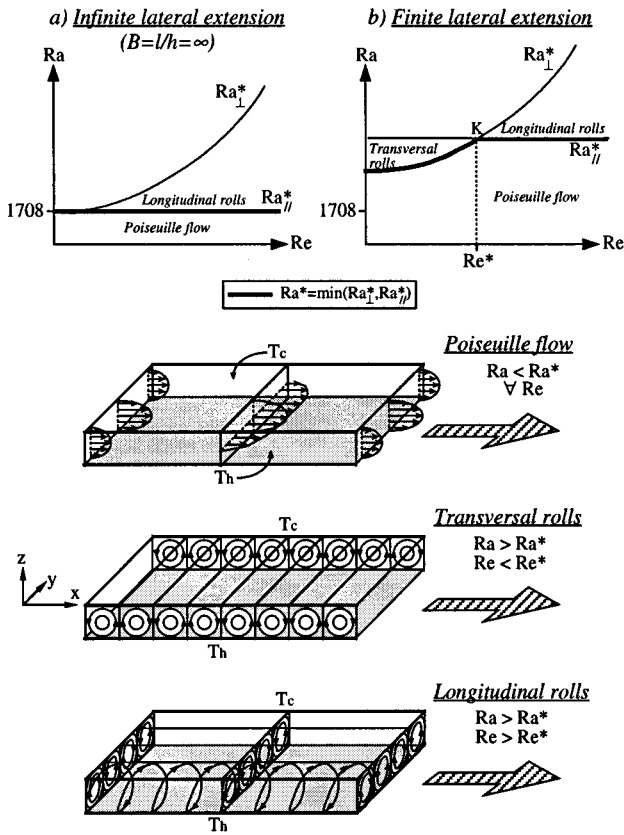 a) Infinite lateral extension
(B=l/h=∞)
Ra
Ra*⊥
Longitudinal rolls
Ra*//
1708
Poiseuille flow
Re
b) Finite lateral extension
Ra
Ra*⊥
K
Longitudinal rolls
Transversal
rolls
Ra*//
1708
Poiseuille flow
Re
Re*
Ra*=min(Ra*⊥,Ra*//)
Tc
Th
Poiseuille flow
Ra < Ra*
∀ Re
Tc
z
y
x
Th
Transversal rolls
Ra > Ra*
Re < Re*
Tc
Th
Longitudinal rolls
Ra > Ra*
Re > Re*